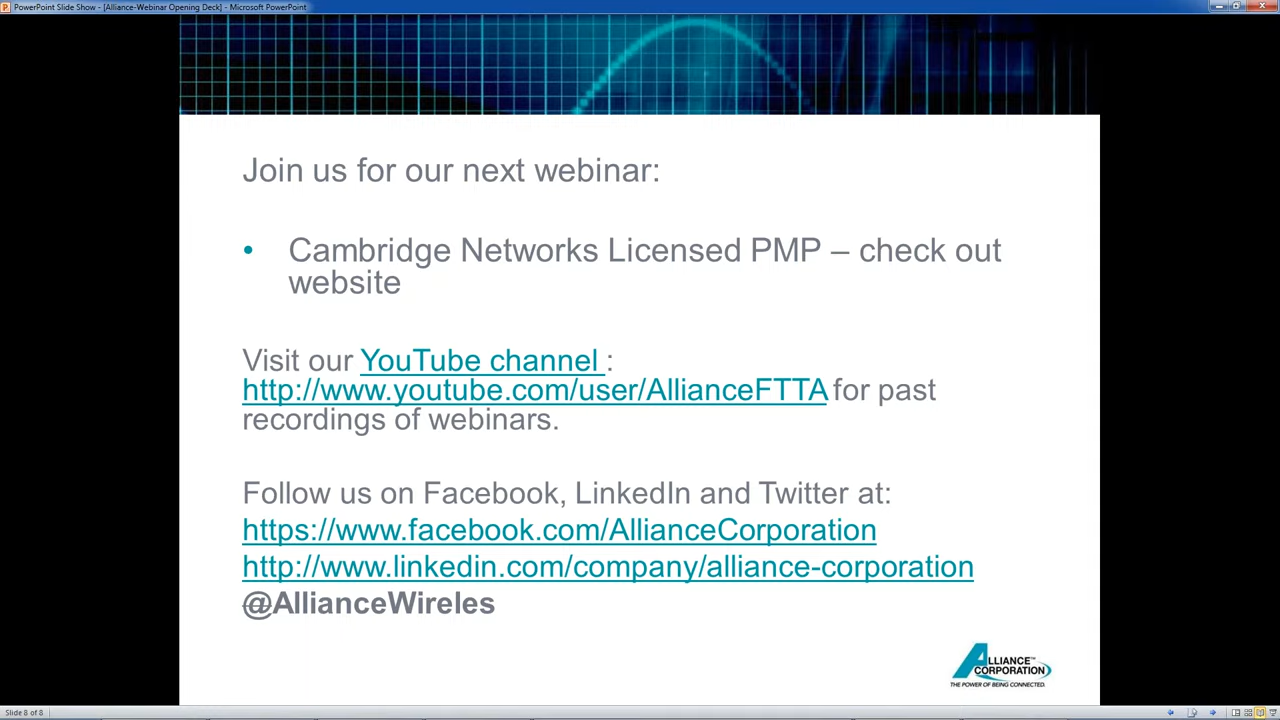 PowerPoint Slide Show - [Alliance-Webinar Opening Deck] - Microsoft PowerPoint
Join us for our next webinar:
• Cambridge Networks Licensed PMP – check out
website
Visit our YouTube channel :
http://www.youtube.com/user/AllianceFTTA for past
recordings of webinars.
Follow us on Facebook, LinkedIn and Twitter at:
https://www.facebook.com/AllianceCorporation
http://www.linkedin.com/company/alliance-corporation
@AllianceWireles
ALLIANCE™
CORPORATION
THE POWER OF BEING CONNECTED.
Slide 8 of 8